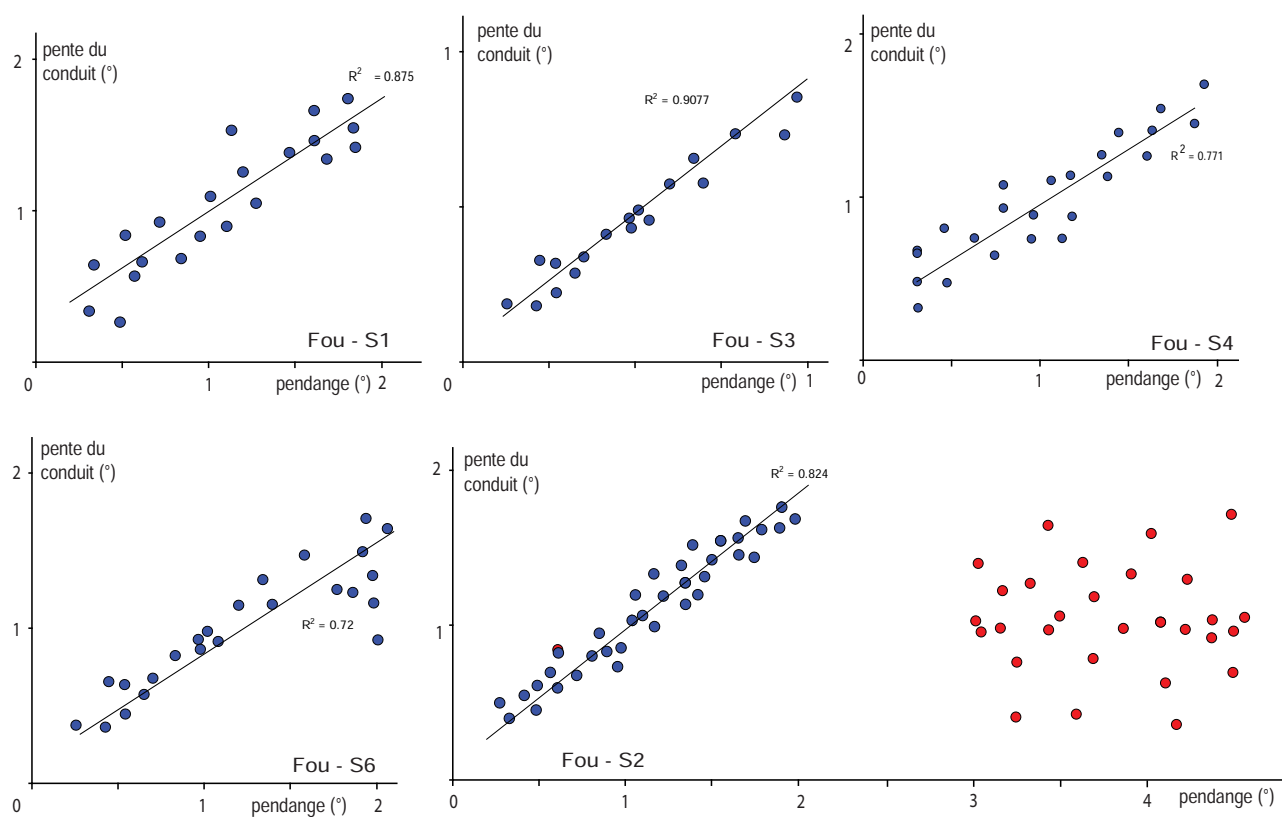 pente du
conduit (°)
2
1
R² = 0.875
Fou - S1
0
1
pendange (°)
2
pente du
conduit (°)
1
R² = 0.9077
Fou - S3
0
pendange (°)
1
pente du
conduit (°)
2
1
R² = 0.771
Fou - S4
0
1
pendange (°)
2
pente du
conduit (°)
2
1
R² = 0.72
Fou - S6
0
1
pendange (°)
2
pente du
conduit (°)
2
1
R² = 0.824
Fou - S2
0
1
2
3
4
pendange (°)